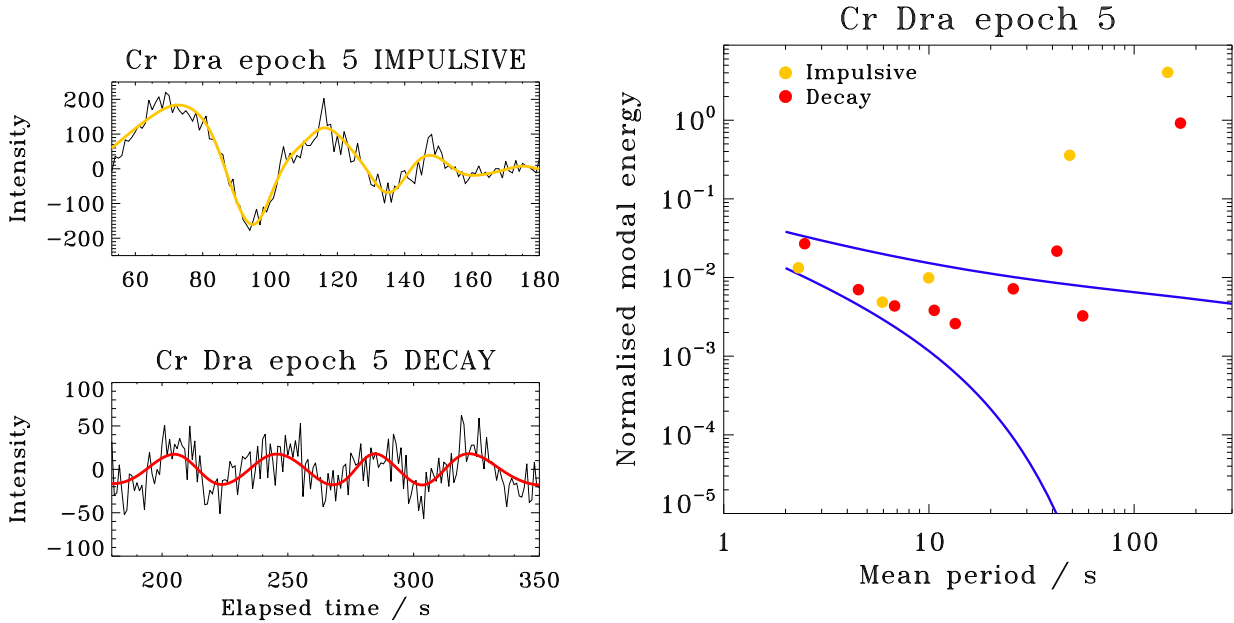 Cr Dra epoch 5 IMPULSIVE
Intensity
200
100
0
−100
−200
60 80 100 120 140 160 180
Cr Dra epoch 5 DECAY
Intensity
100
50
0
−50
−100
200 250 300 350
Elapsed time / s
Cr Dra epoch 5
Impulsive
Decay
Normalised modal energy
10⁰
10⁻¹
10⁻²
10⁻³
10⁻⁴
10⁻⁵
1 10 100
Mean period / s